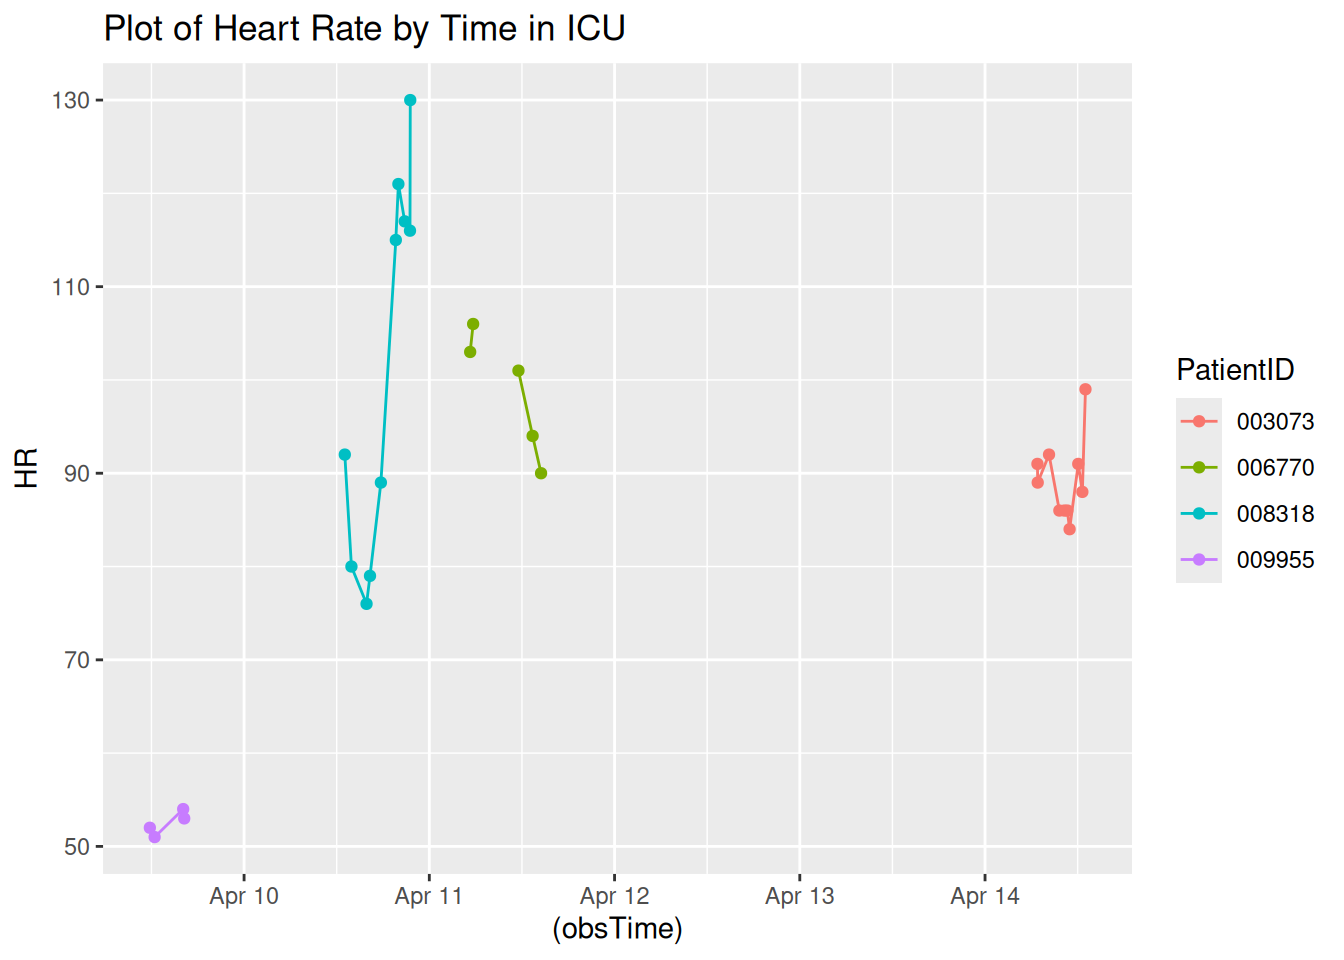 Plot of Heart Rate by Time in ICU
130
110
90
70
50
HR
Apr 10
Apr 11
Apr 12
Apr 13
Apr 14
(obsTime)
PatientID
003073
006770
008318
009955